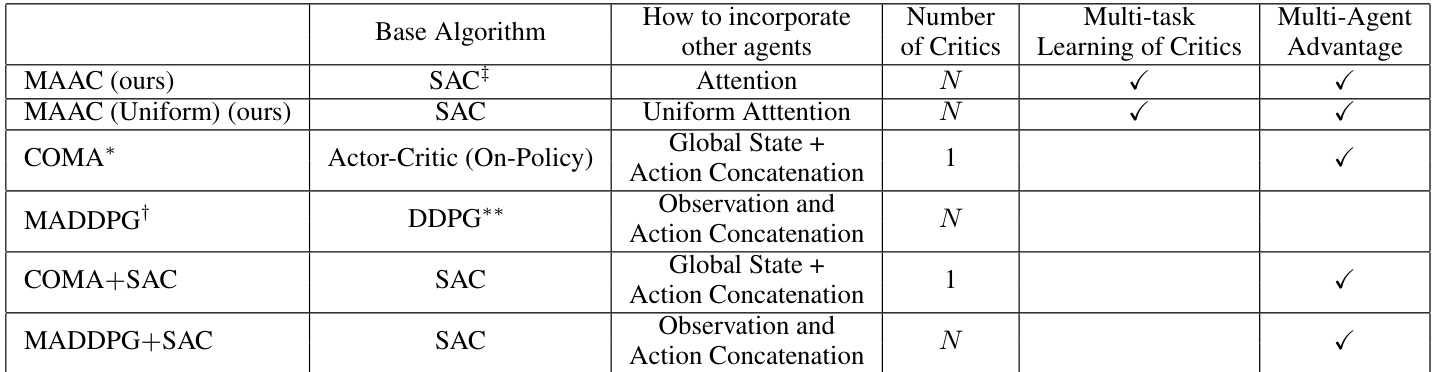 Base Algorithm How to incorporate other agents Number of Critics Multi-task Learning of Critics Multi-Agent Advantage
MAAC (ours) SAC‡ Attention N ✓ ✓
MAAC (Uniform) (ours) SAC Uniform Atttention N ✓ ✓
COMA* Actor-Critic (On-Policy) Global State + Action Concatenation 1 ✓
MADDPG† DDPG** Observation and Action Concatenation N
COMA+SAC SAC Global State + Action Concatenation 1 ✓
MADDPG+SAC SAC Observation and Action Concatenation N ✓